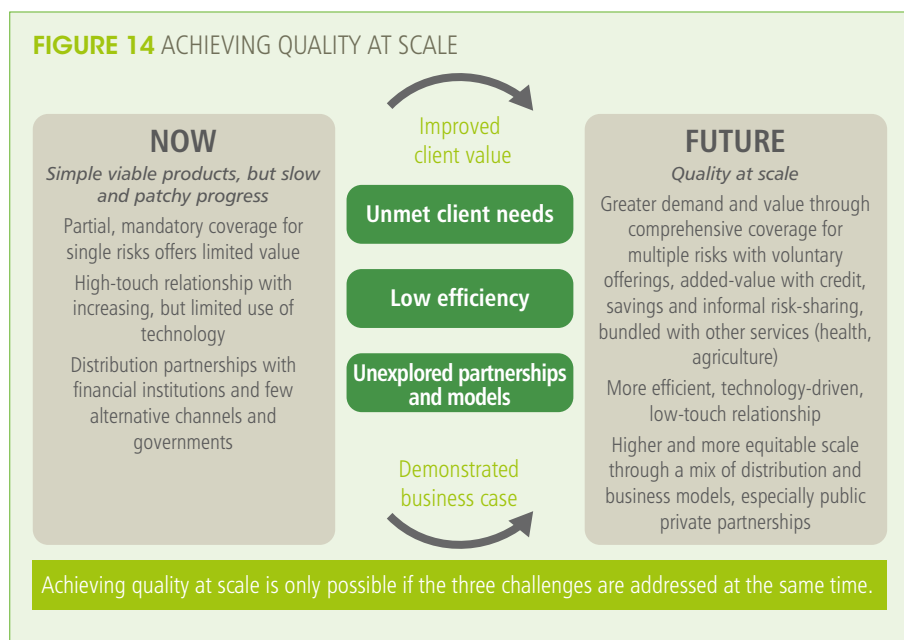 FIGURE 14 ACHIEVING QUALITY AT SCALE
NOW
Simple viable products, but slow
and patchy progress
Partial, mandatory coverage for
single risks offers limited value
High-touch relationship with
increasing, but limited use of
technology
Distribution partnerships with
financial institutions and few
alternative channels and
governments
Improved
client value
Unmet client needs
Low efficiency
Unexplored partnerships
and models
Demonstrated
business case
FUTURE
Quality at scale
Greater demand and value through
comprehensive coverage for
multiple risks with voluntary
offerings, added-value with credit,
savings and informal risk-sharing,
bundled with other services (health,
agriculture)
More efficient, technology-driven,
low-touch relationship
Higher and more equitable scale
through a mix of distribution and
business models, especially public
private partnerships
Achieving quality at scale is only possible if the three challenges are addressed at the same time.